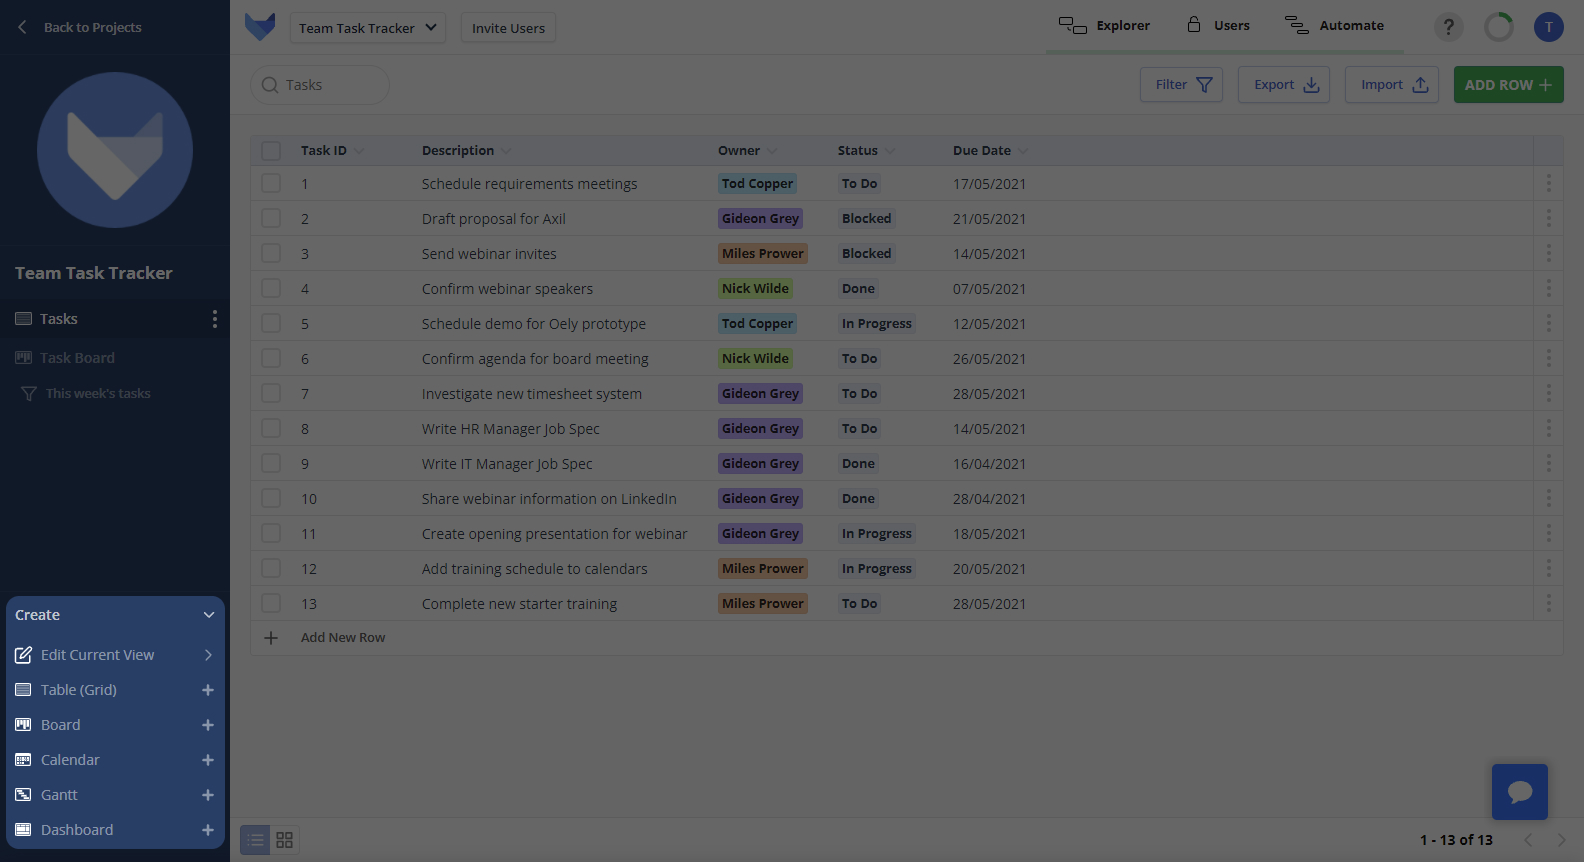 Back to Projects
Team Task Tracker
Invite Users
Explorer
Users
Automate
?
T
Tasks
Filter
Export
Import
ADD ROW
Team Task Tracker
Tasks
Task Board
This week's tasks
Task ID Description Owner Status Due Date
1 Schedule requirements meetings Tod Copper To Do 17/05/2021
2 Draft proposal for Axil Gideon Grey Blocked 21/05/2021
3 Send webinar invites Miles Prower Blocked 14/05/2021
4 Confirm webinar speakers Nick Wilde Done 07/05/2021
5 Schedule demo for Oely prototype Tod Copper In Progress 12/05/2021
6 Confirm agenda for board meeting Nick Wilde To Do 26/05/2021
7 Investigate new timesheet system Gideon Grey To Do 28/05/2021
8 Write HR Manager Job Spec Gideon Grey To Do 14/05/2021
9 Write IT Manager Job Spec Gideon Grey Done 16/04/2021
10 Share webinar information on LinkedIn Gideon Grey Done 28/04/2021
11 Create opening presentation for webinar Gideon Grey In Progress 18/05/2021
12 Add training schedule to calendars Miles Prower In Progress 20/05/2021
13 Complete new starter training Miles Prower To Do 28/05/2021
Add New Row
Create
Edit Current View
Table (Grid)
Board
Calendar
Gantt
Dashboard
1 - 13 of 13